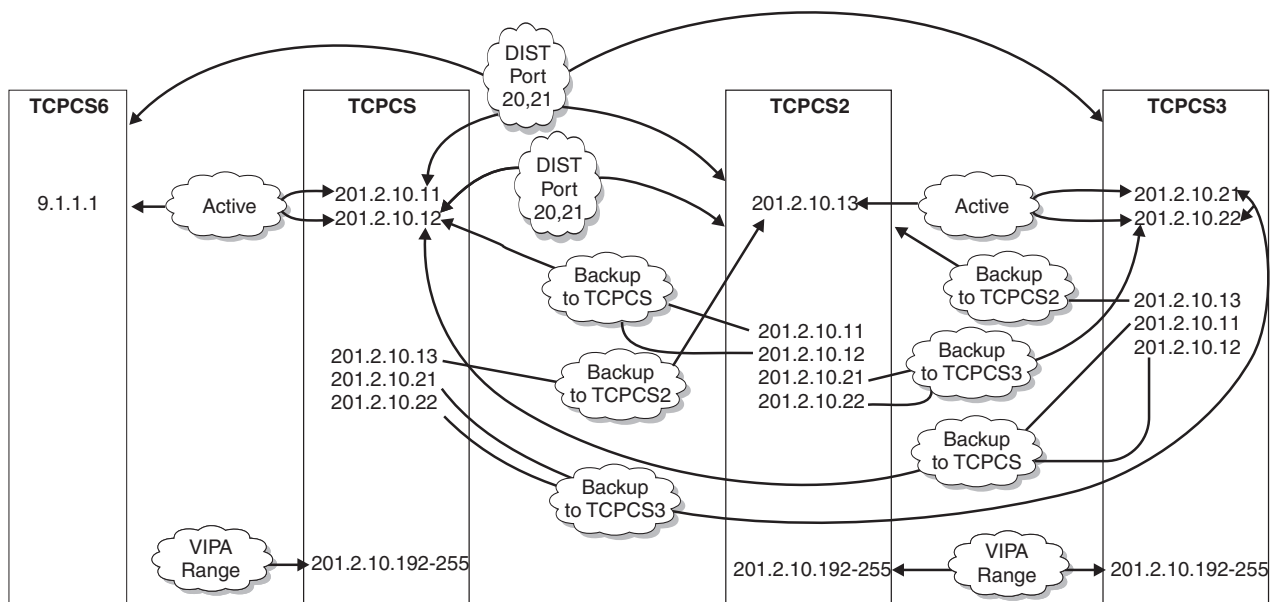 DIST
Port
20,21
TCPCS6
TCPCS
TCPCS2
TCPCS3
DIST
Port
20,21
9.1.1.1
Active
201.2.10.11
201.2.10.12
201.2.10.13
Active
201.2.10.21
201.2.10.22
Backup
to TCPCS
Backup
to TCPCS2
201.2.10.13
201.2.10.11
201.2.10.12
201.2.10.11
201.2.10.12
201.2.10.21
201.2.10.22
Backup
to TCPCS3
201.2.10.13
201.2.10.21
201.2.10.22
Backup
to TCPCS2
Backup
to TCPCS
Backup
to TCPCS3
VIPA
Range
201.2.10.192-255
201.2.10.192-255
VIPA
Range
201.2.10.192-255